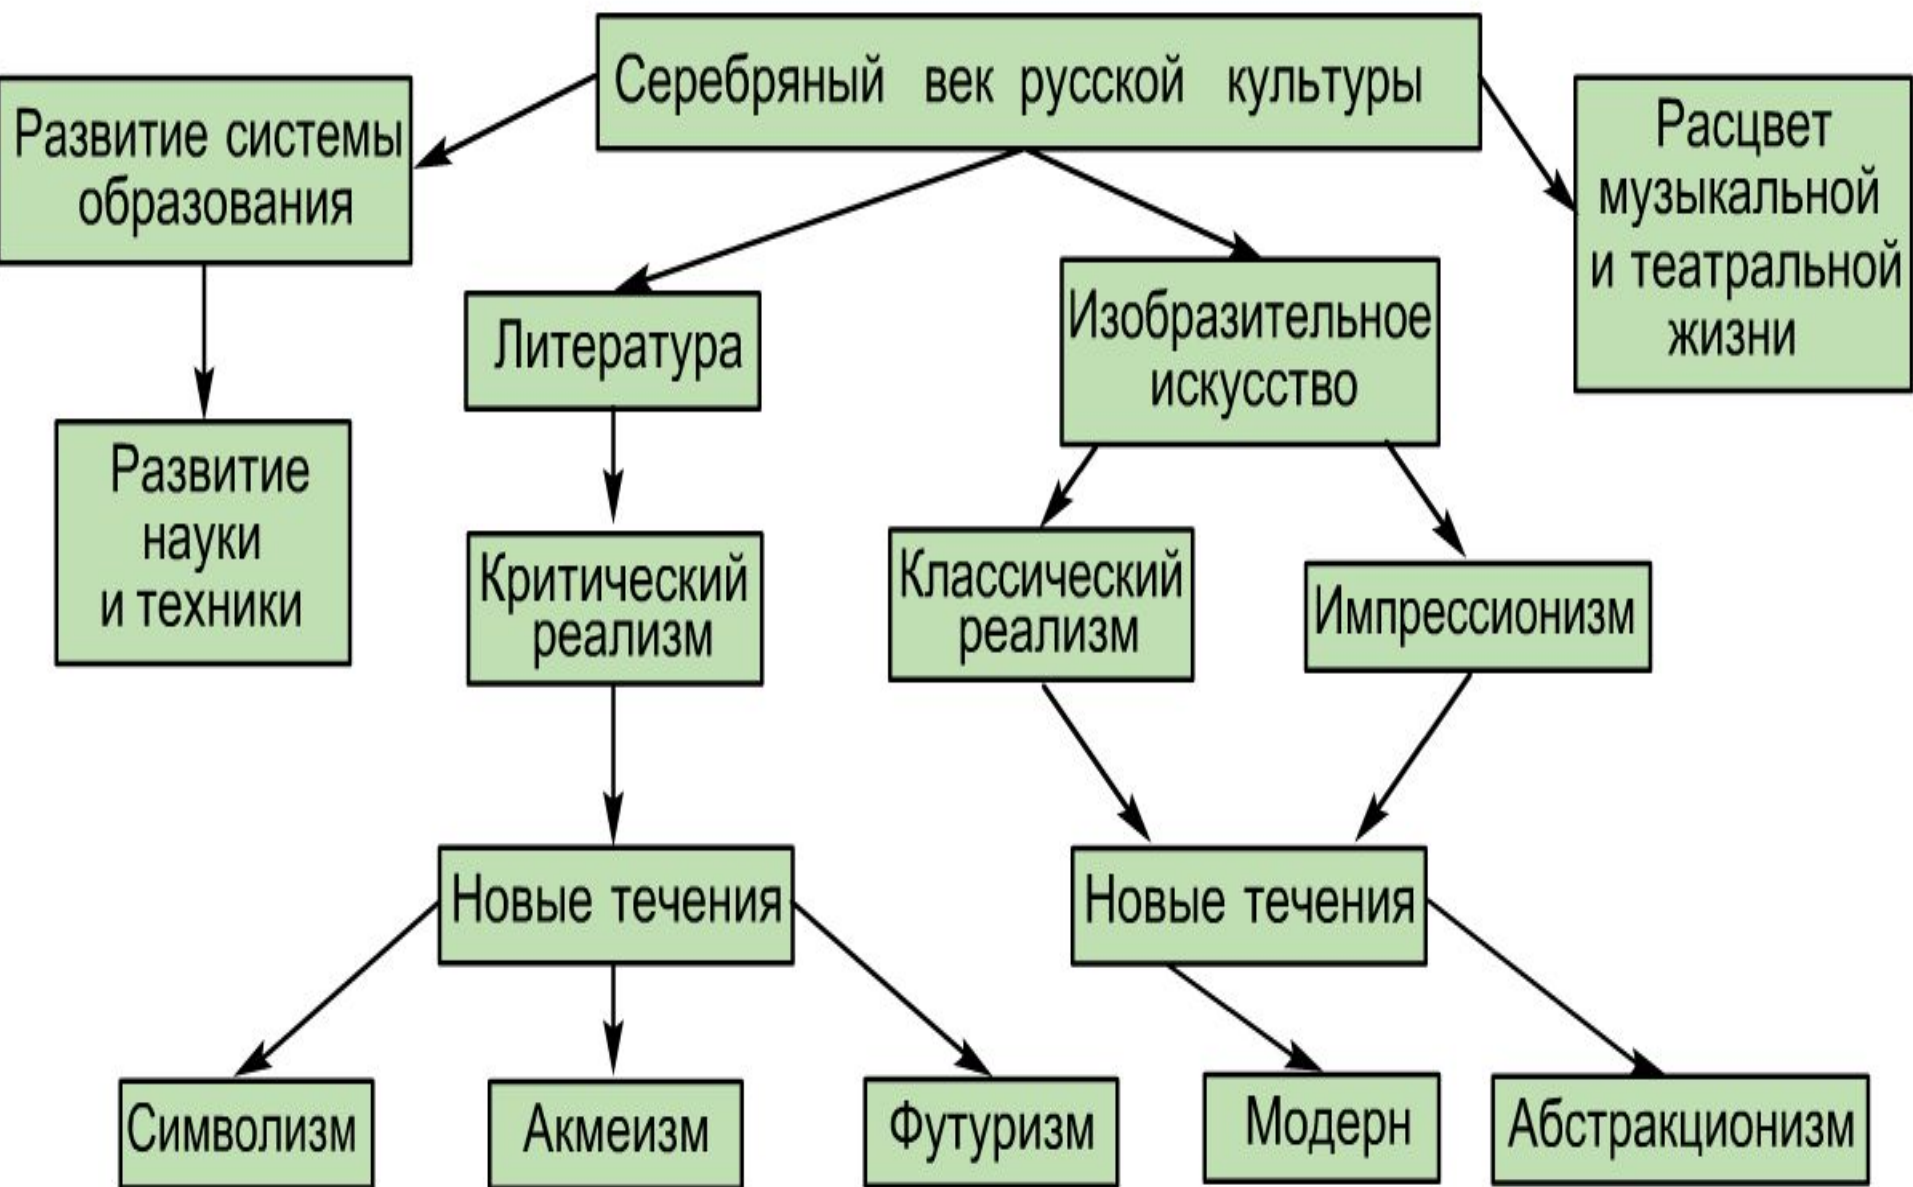 Серебряный век русской культуры
Развитие системы
образования
Расцвет
музыкальной
и театральной
жизни
Литература
Изобразительное
искусство
Развитие
науки
и техники
Критический
реализм
Классический
реализм
Импрессионизм
Новые течения
Новые течения
Символизм
Акмеизм
Футуризм
Модерн
Абстракционизм